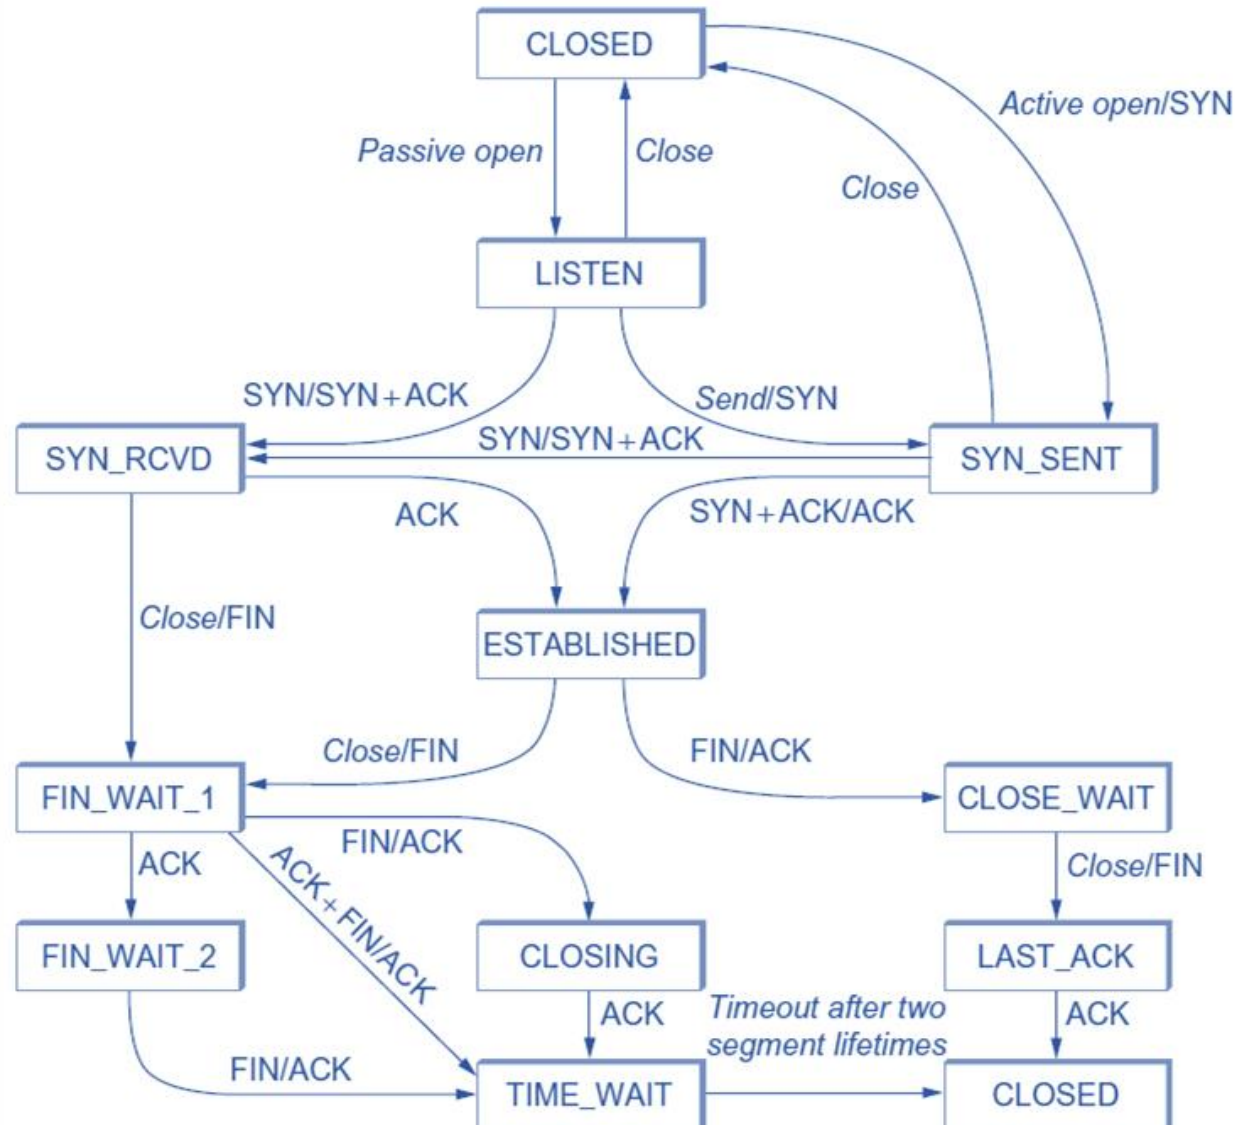 CLOSED
Active open/SYN
Passive open
Close
Close
LISTEN
SYN/SYN+ACK
Send/SYN
SYN/SYN+ACK
SYN_RCVD
SYN_SENT
ACK
SYN+ACK/ACK
Close/FIN
ESTABLISHED
Close/FIN
FIN/ACK
FIN_WAIT_1
CLOSE_WAIT
FIN/ACK
ACK
ACK+FIN/ACK
Close/FIN
FIN_WAIT_2
CLOSING
LAST_ACK
ACK
Timeout after two
segment lifetimes
ACK
FIN/ACK
TIME_WAIT
CLOSED